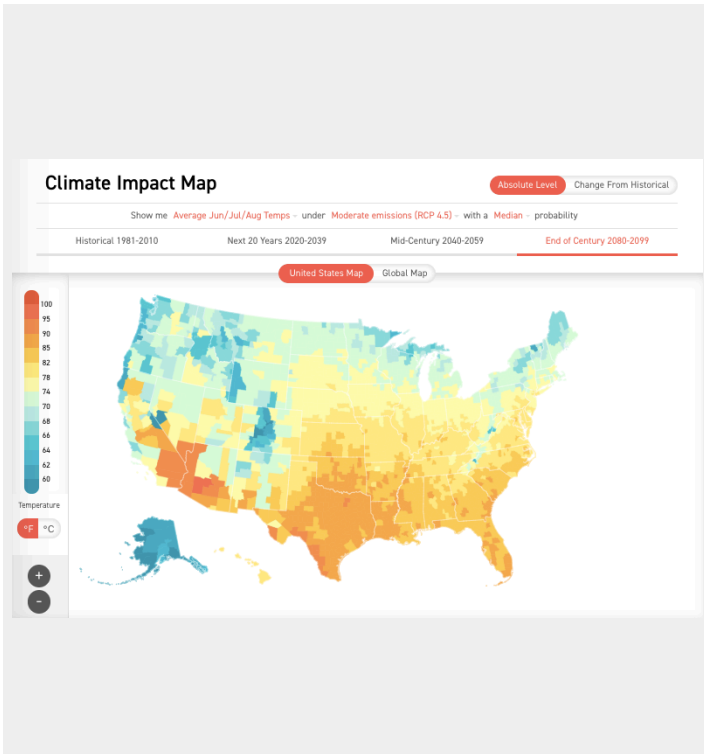 Climate Impact Map
Absolute Level Change From Historical
Show me Average Jun/Jul/Aug Temps - under Moderate emissions (RCP 4.5) - with a Median - probability
Historical 1981-2010 Next 20 Years 2020-2039 Mid-Century 2040-2059 End of Century 2080-2099
United States Map Global Map
100
95
90
85
82
78
74
70
68
66
64
62
60
Temperature
°F °C
+
-